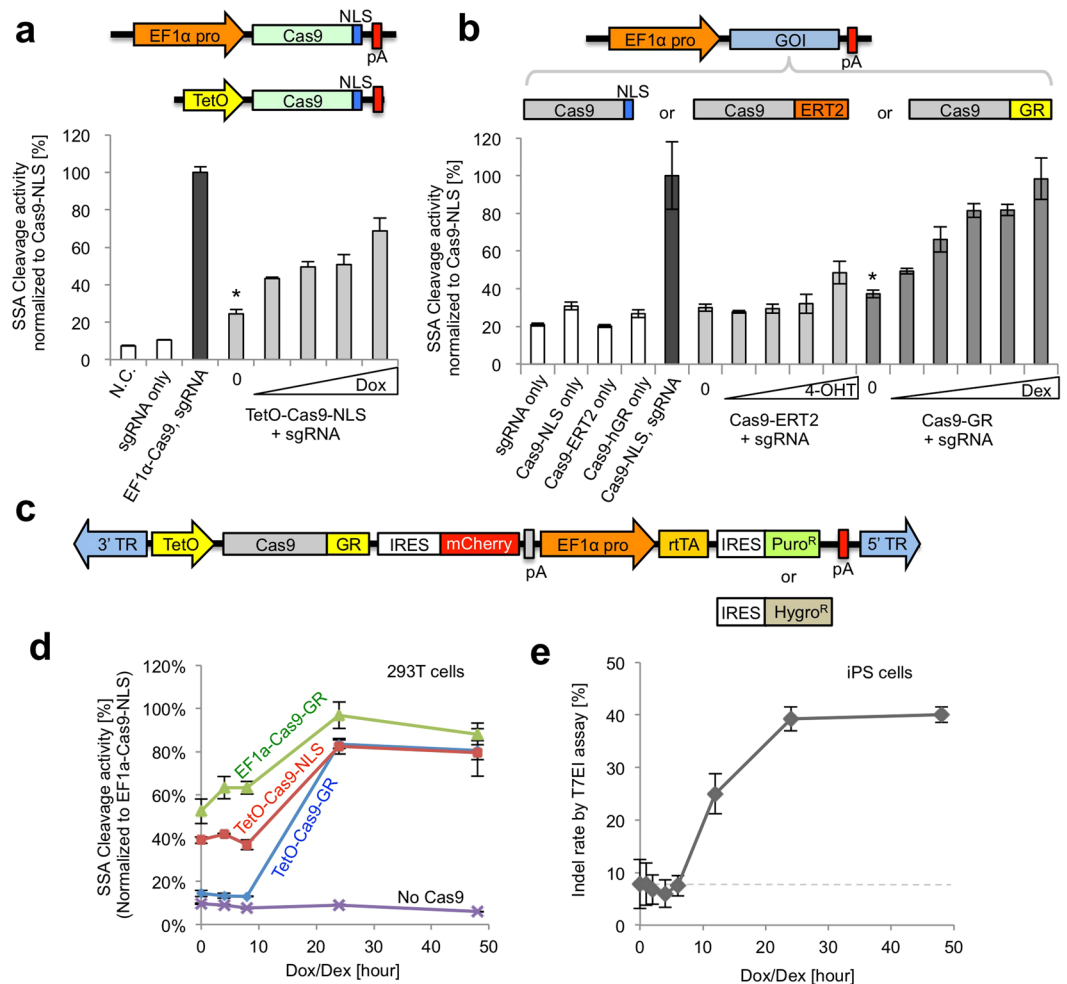 a
EF1α pro
Cas9
NLS
pA
TetO
Cas9
NLS
SSA Cleavage activity
normalized to Cas9-NLS [%]
120
100
80
60
40
20
0
*
N.C.
sgRNA only
EF1α-Cas9, sgRNA
0
Dox
TetO-Cas9-NLS
+ sgRNA
b
EF1α pro
GOI
pA
Cas9
NLS
or
Cas9
ERT2
or
Cas9
GR
SSA Cleavage activity
normalized to Cas9-NLS [%]
120
100
80
60
40
20
0
*
sgRNA only
Cas9-NLS only
Cas9-ERT2 only
Cas9-hGR only
Cas9-NLS, sgRNA
0
4-OHT
Cas9-ERT2
+ sgRNA
0
Dex
Cas9-GR
+ sgRNA
c
3’ TR
TetO
Cas9
GR
IRES
mCherry
pA
EF1α pro
rtTA
IRES
Puroᴿ
pA
5’ TR
or
IRES
Hygroᴿ
d
SSA Cleavage activity [%]
(Normalized to EF1a-Cas9-NLS)
120%
100%
80%
60%
40%
20%
0%
293T cells
EF1a-Cas9-GR
TetO-Cas9-NLS
TetO-Cas9-GR
No Cas9
0
10
20
30
40
50
Dox/Dex [hour]
e
Indel rate by T7EI assay [%]
50
40
30
20
10
0
iPS cells
0
10
20
30
40
50
Dox/Dex [hour]